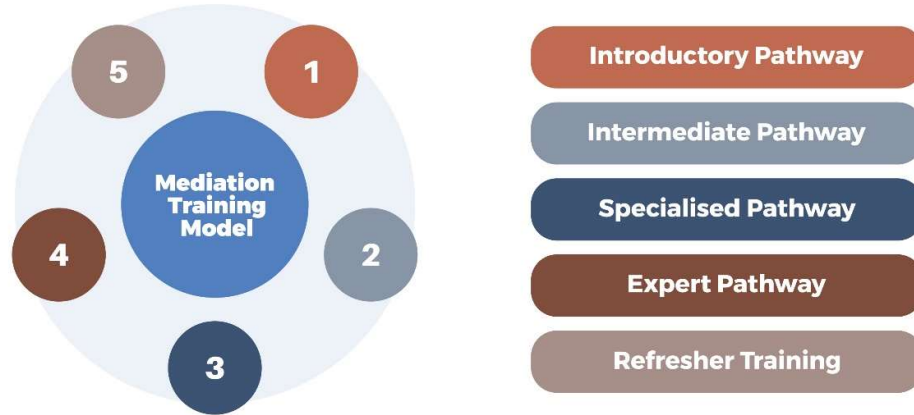 5
1
Mediation
Training
Model
4
2
3
Introductory Pathway
Intermediate Pathway
Specialised Pathway
Expert Pathway
Refresher Training